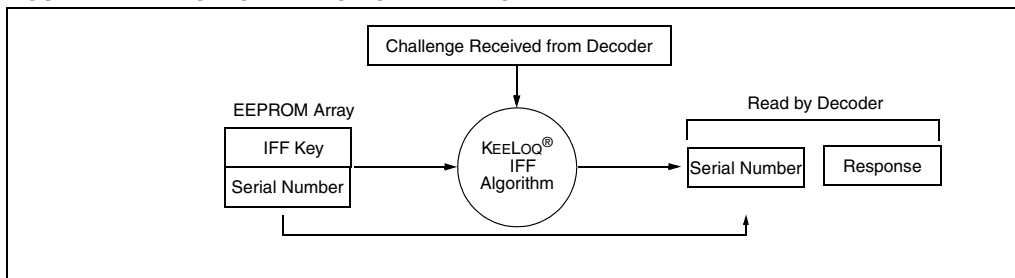 Challenge Received from Decoder
EEPROM Array
IFF Key
Serial Number
KEELOQ®
IFF
Algorithm
Read by Decoder
Serial Number
Response